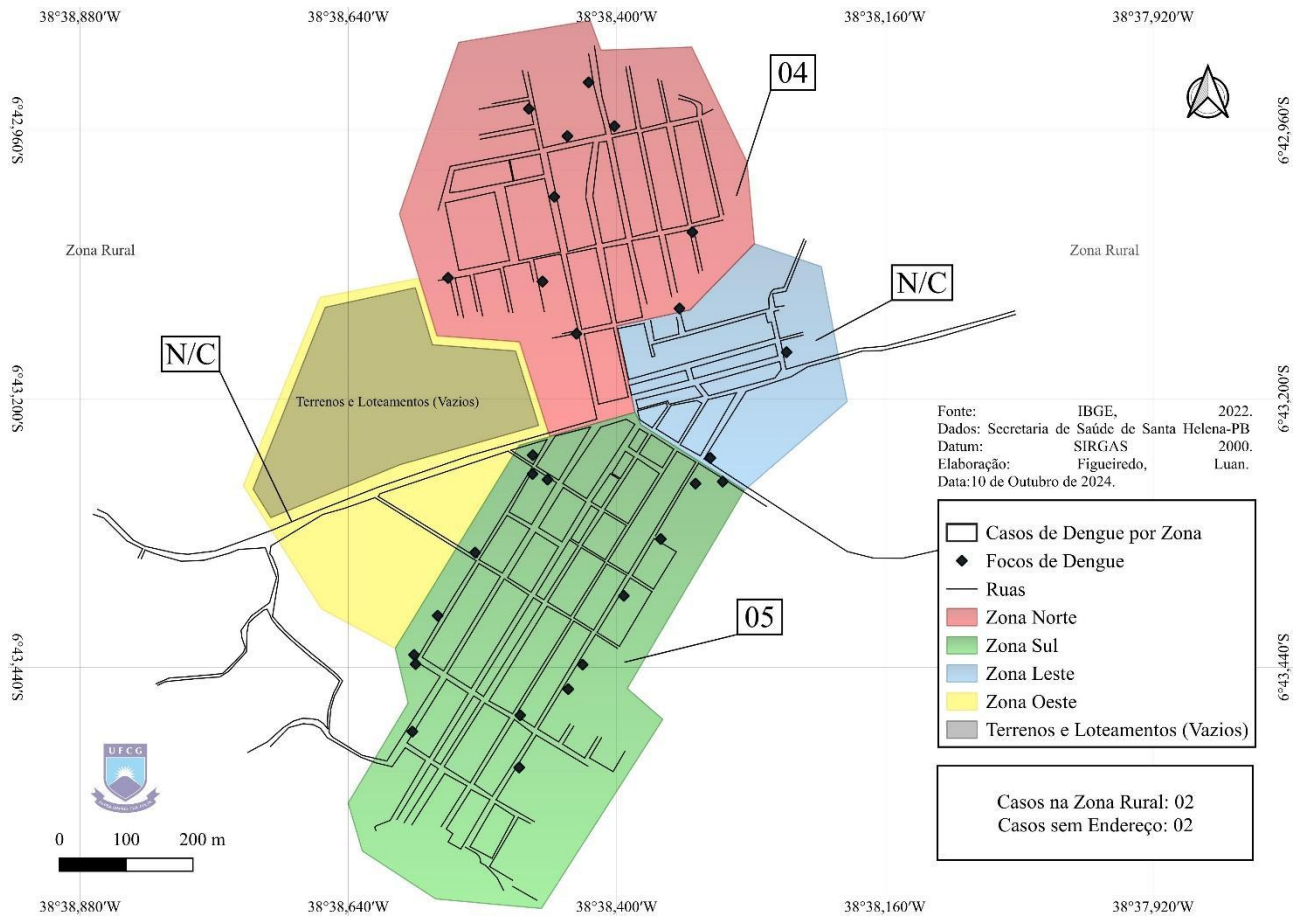 38°38,880'W 38°38,640'W 38°38,400'W 38°38,160'W 37°37,920'W
04
6°42,960'S
6°42,960'S
Zona Rural
Zona Rural
N/C
N/C
Terrenos e Loteamentos (Vazios)
6°43,200'S
6°43,200'S
Fonte: IBGE, 2022.
Dados: Secretaria de Saúde de Santa Helena-PB
Datum: SIRGAS 2000.
Elaboração: Figueiredo, Luan.
Data:10 de Outubro de 2024.
Casos de Dengue por Zona
Focos de Dengue
Ruas
Zona Norte
Zona Sul
Zona Leste
Zona Oeste
Terrenos e Loteamentos (Vazios)
05
6°43,440'S
6°43,440'S
UFCG
Casos na Zona Rural: 02
Casos sem Endereço: 02
0 100 200 m
38°38,880'W 38°38,640'W 38°38,400'W 38°38,160'W 38°37,920'W